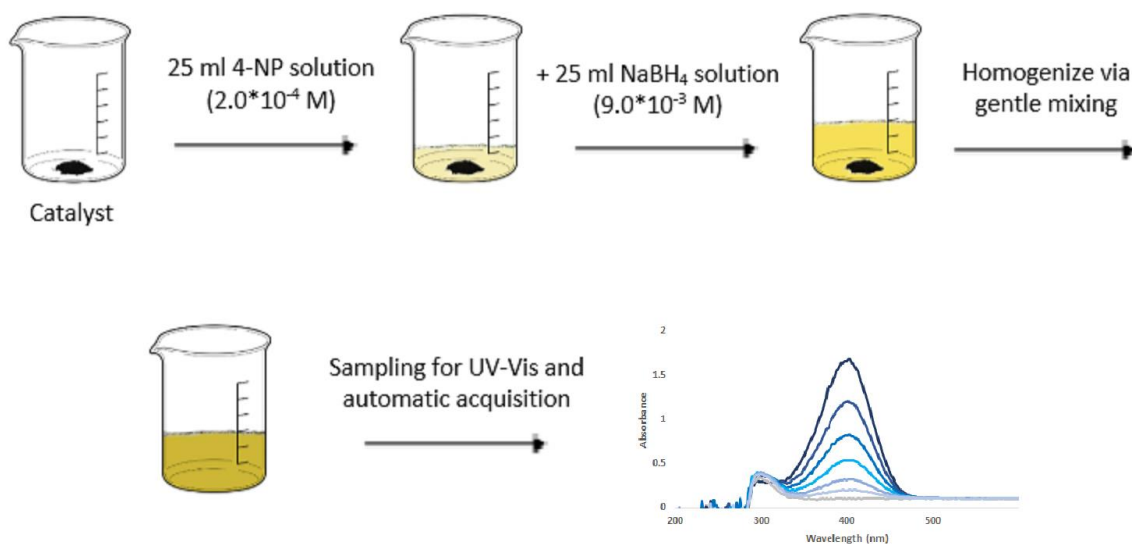 25 ml 4-NP solution
(2.0*10⁻⁴ M)
+ 25 ml NaBH₄ solution
(9.0*10⁻³ M)
Homogenize via
gentle mixing
Catalyst
Sampling for UV-Vis and
automatic acquisition
2
1.5
1
0.5
0
Absorbance
200 300 400 500
Wavelength (nm)